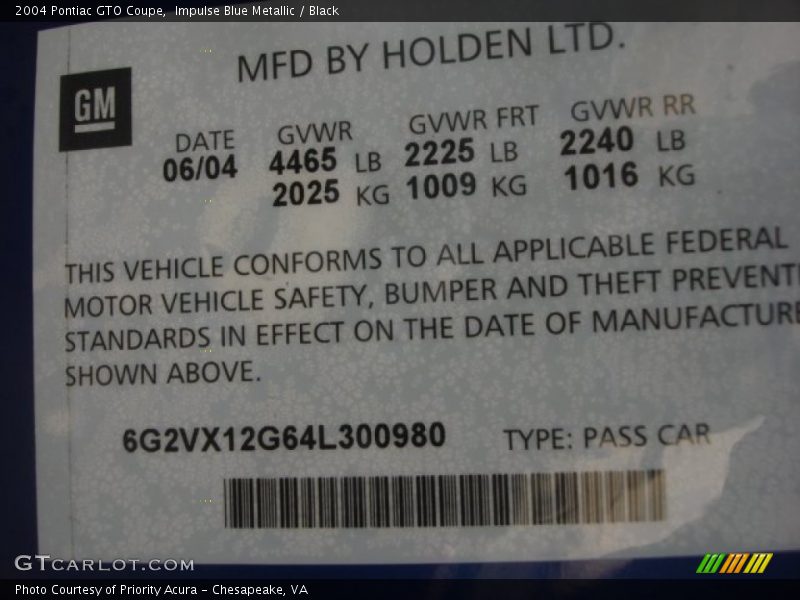 2004 Pontiac GTO Coupe, Impulse Blue Metallic / Black
MFD BY HOLDEN LTD.
GM
DATE GVWR GVWR FRT GVWR RR
06/04 4465 LB 2225 LB 2240 LB
2025 KG 1009 KG 1016 KG
THIS VEHICLE CONFORMS TO ALL APPLICABLE FEDERAL
MOTOR VEHICLE SAFETY, BUMPER AND THEFT PREVENTI
STANDARDS IN EFFECT ON THE DATE OF MANUFACTURE
SHOWN ABOVE.
6G2VX12G64L300980 TYPE: PASS CAR
GTCARLOT.COM
Photo Courtesy of Priority Acura - Chesapeake, VA